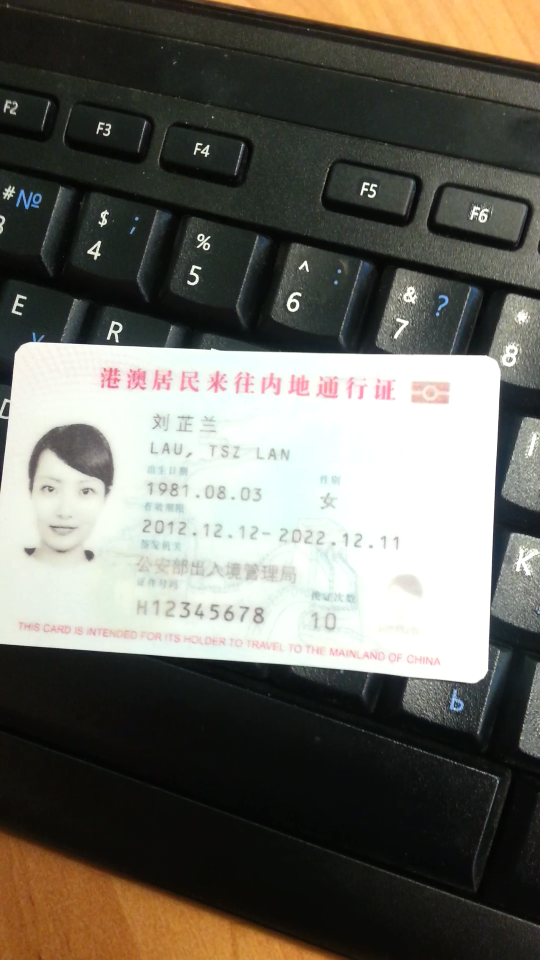 F2 F3 F4 F5 F6
# № $ ; 4 % 5 ^ : 6 & ? 7 * 8
E R
港澳居民来往内地通行证
刘芷兰
LAU, TSZ LAN
出生日期 性别
1981.08.03 女
有效期限
2012.12.12-2022.12.11
签发机关
公安部出入境管理局
证件号码 换证次数
H12345678 10
THIS CARD IS INTENDED FOR ITS HOLDER TO TRAVEL TO THE MAINLAND OF CHINA
K
Ь